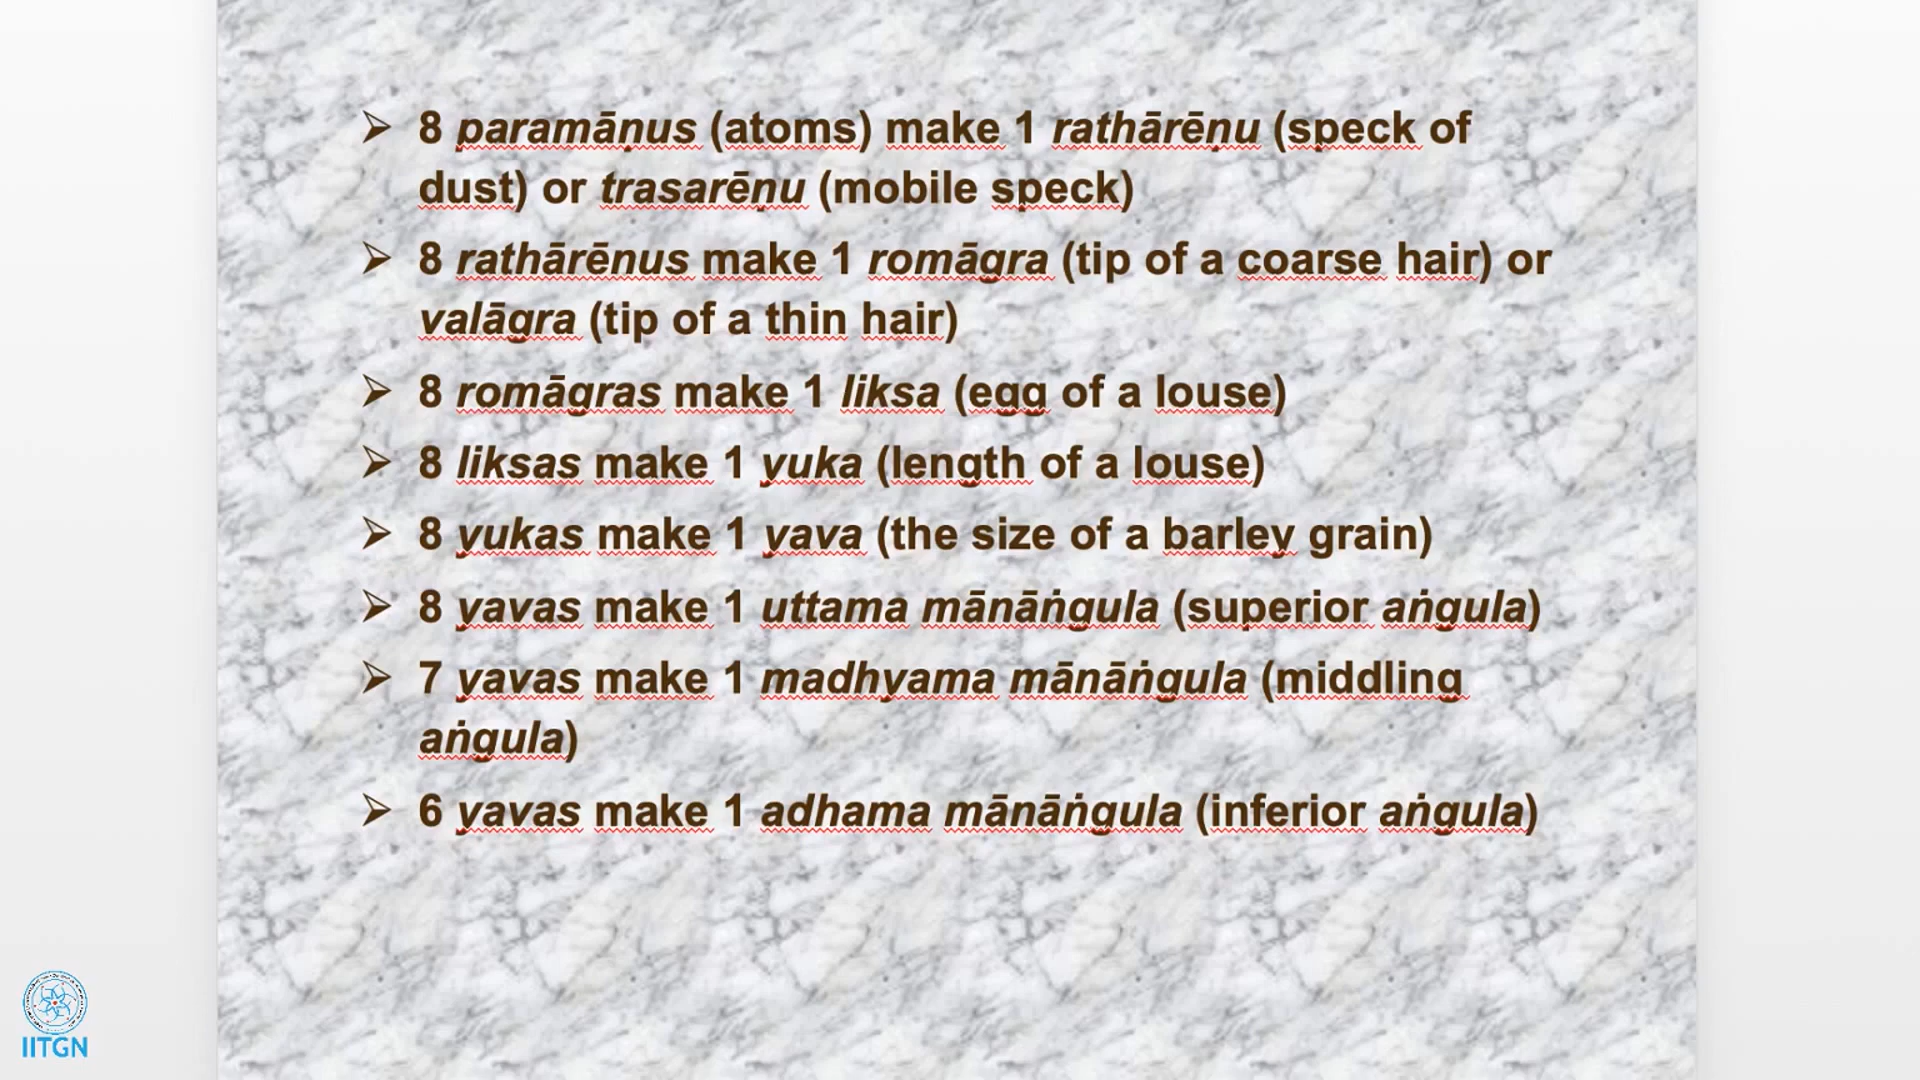 ➢ 8 paramāṇus (atoms) make 1 rathārēṇu (speck of
dust) or trasarēṇu (mobile speck)
➢ 8 rathārēnus make 1 romāgra (tip of a coarse hair) or
valāgra (tip of a thin hair)
➢ 8 romāgras make 1 liksa (egg of a louse)
➢ 8 liksas make 1 yuka (length of a louse)
➢ 8 yukas make 1 yava (the size of a barley grain)
➢ 8 yavas make 1 uttama mānāṅgula (superior aṅgula)
➢ 7 yavas make 1 madhyama mānāṅgula (middling
aṅgula)
➢ 6 yavas make 1 adhama mānāṅgula (inferior aṅgula)
IITGN